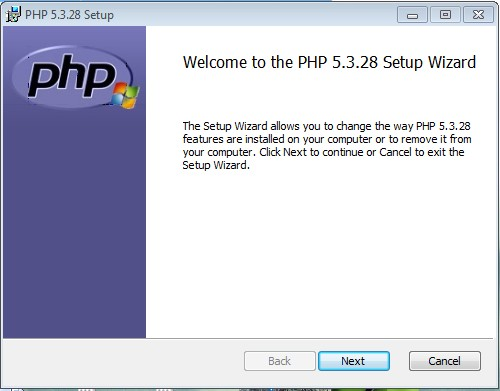 PHP 5.3.28 Setup
php
Welcome to the PHP 5.3.28 Setup Wizard
The Setup Wizard allows you to change the way PHP 5.3.28
features are installed on your computer or to remove it from
your computer. Click Next to continue or Cancel to exit the
Setup Wizard.
Back Next Cancel